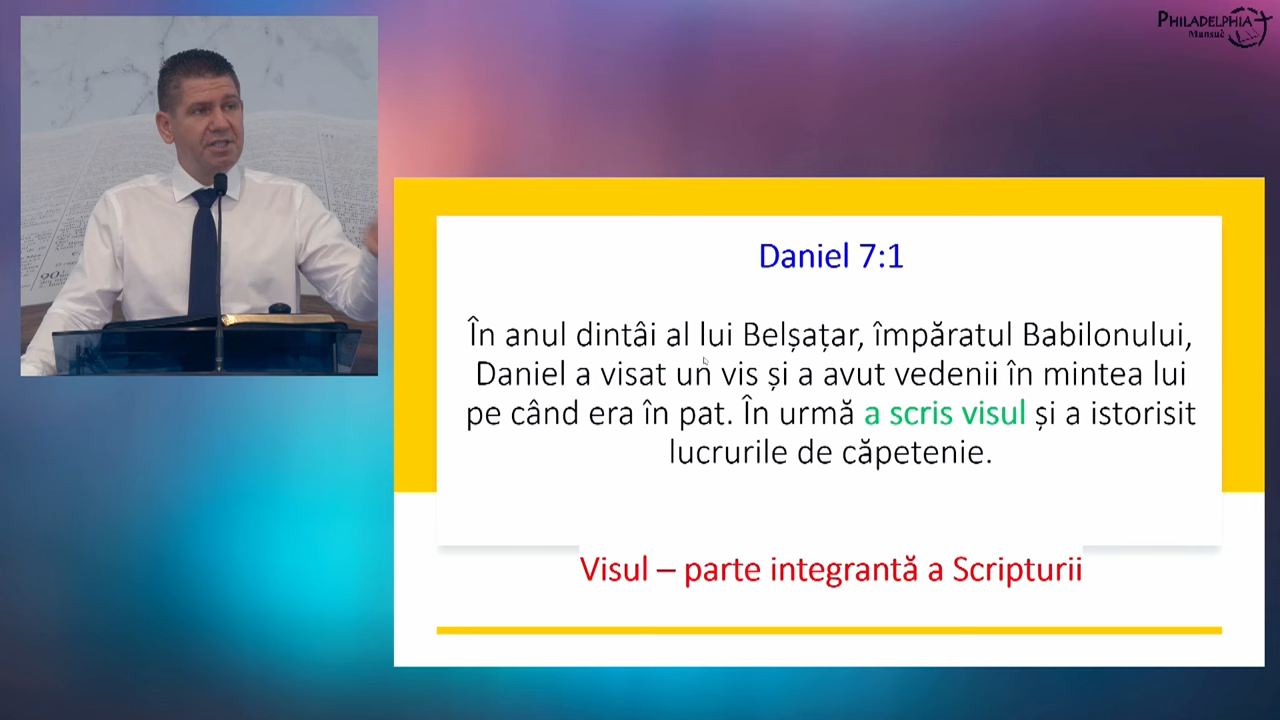 PHILADELPHIA
Mansuè
Daniel 7:1
În anul dintâi al lui Belșațar, împăratul Babilonului,
Daniel a visat un vis și a avut vedenii în mintea lui
pe când era în pat. În urmă a scris visul și a istorisit
lucrurile de căpetenie.
Visul – parte integrantă a Scripturii
90